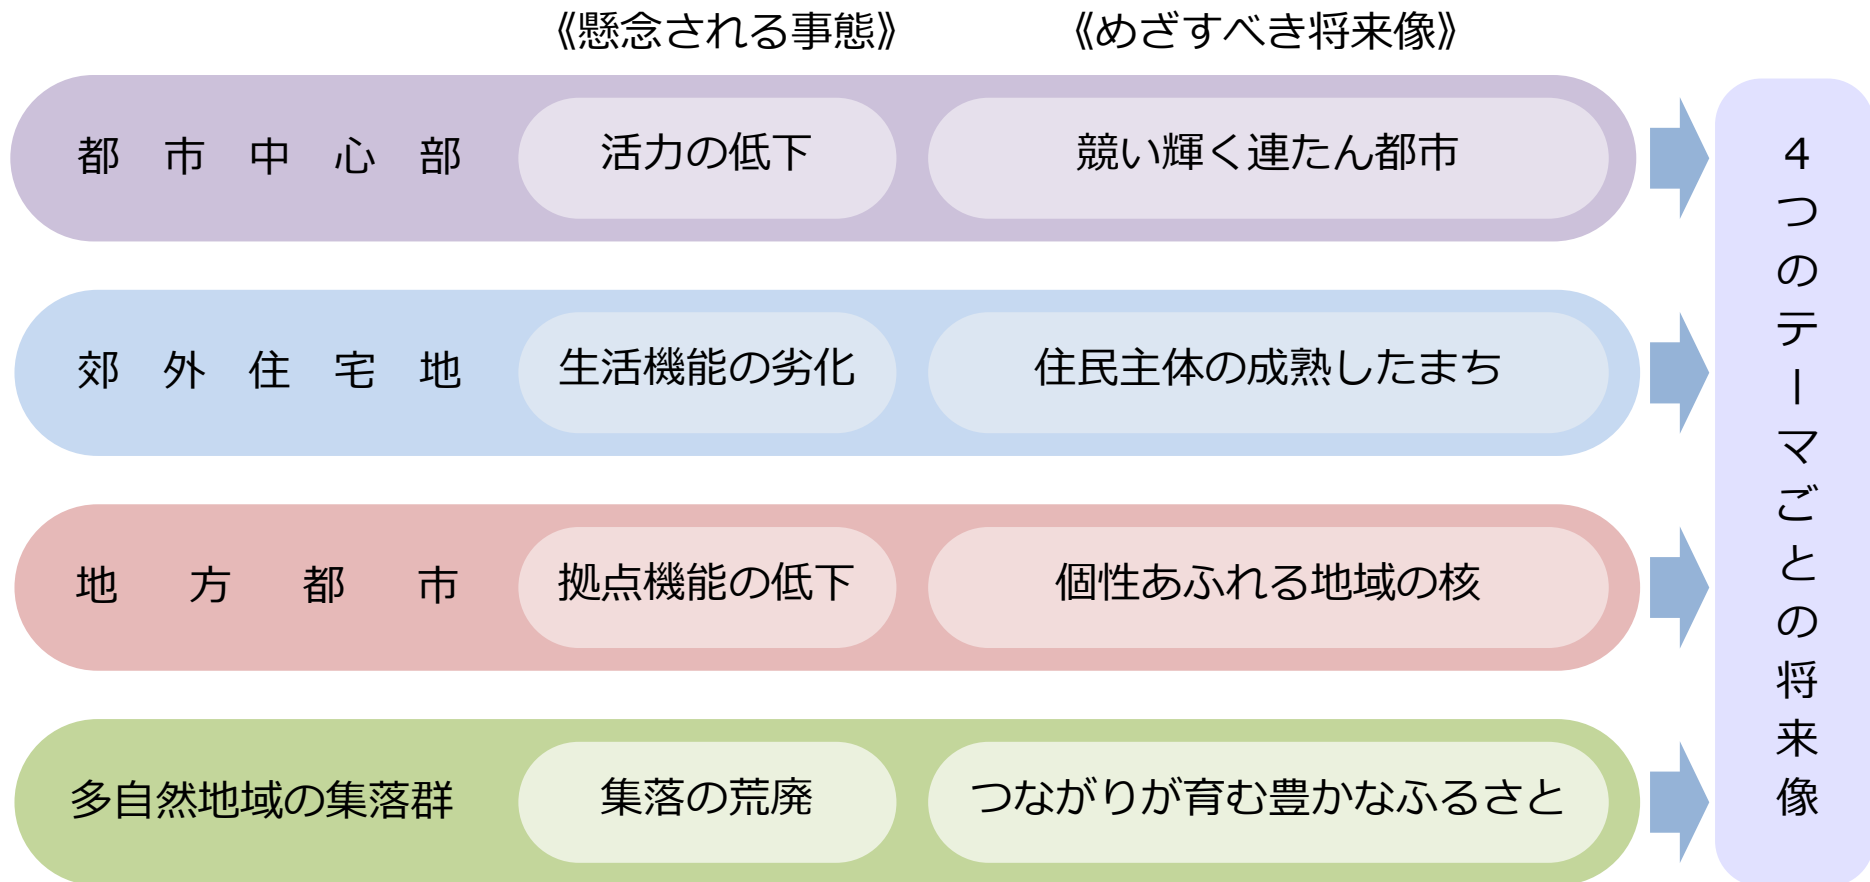 《懸念される事態》 《めざすべき将来像》
都市中心部 活力の低下 競い輝く連たん都市
郊外住宅地 生活機能の劣化 住民主体の成熟したまち
地方都市 拠点機能の低下 個性あふれる地域の核
多自然地域の集落群 集落の荒廃 つながりが育む豊かなふるさと
４つのテーマごとの将来像